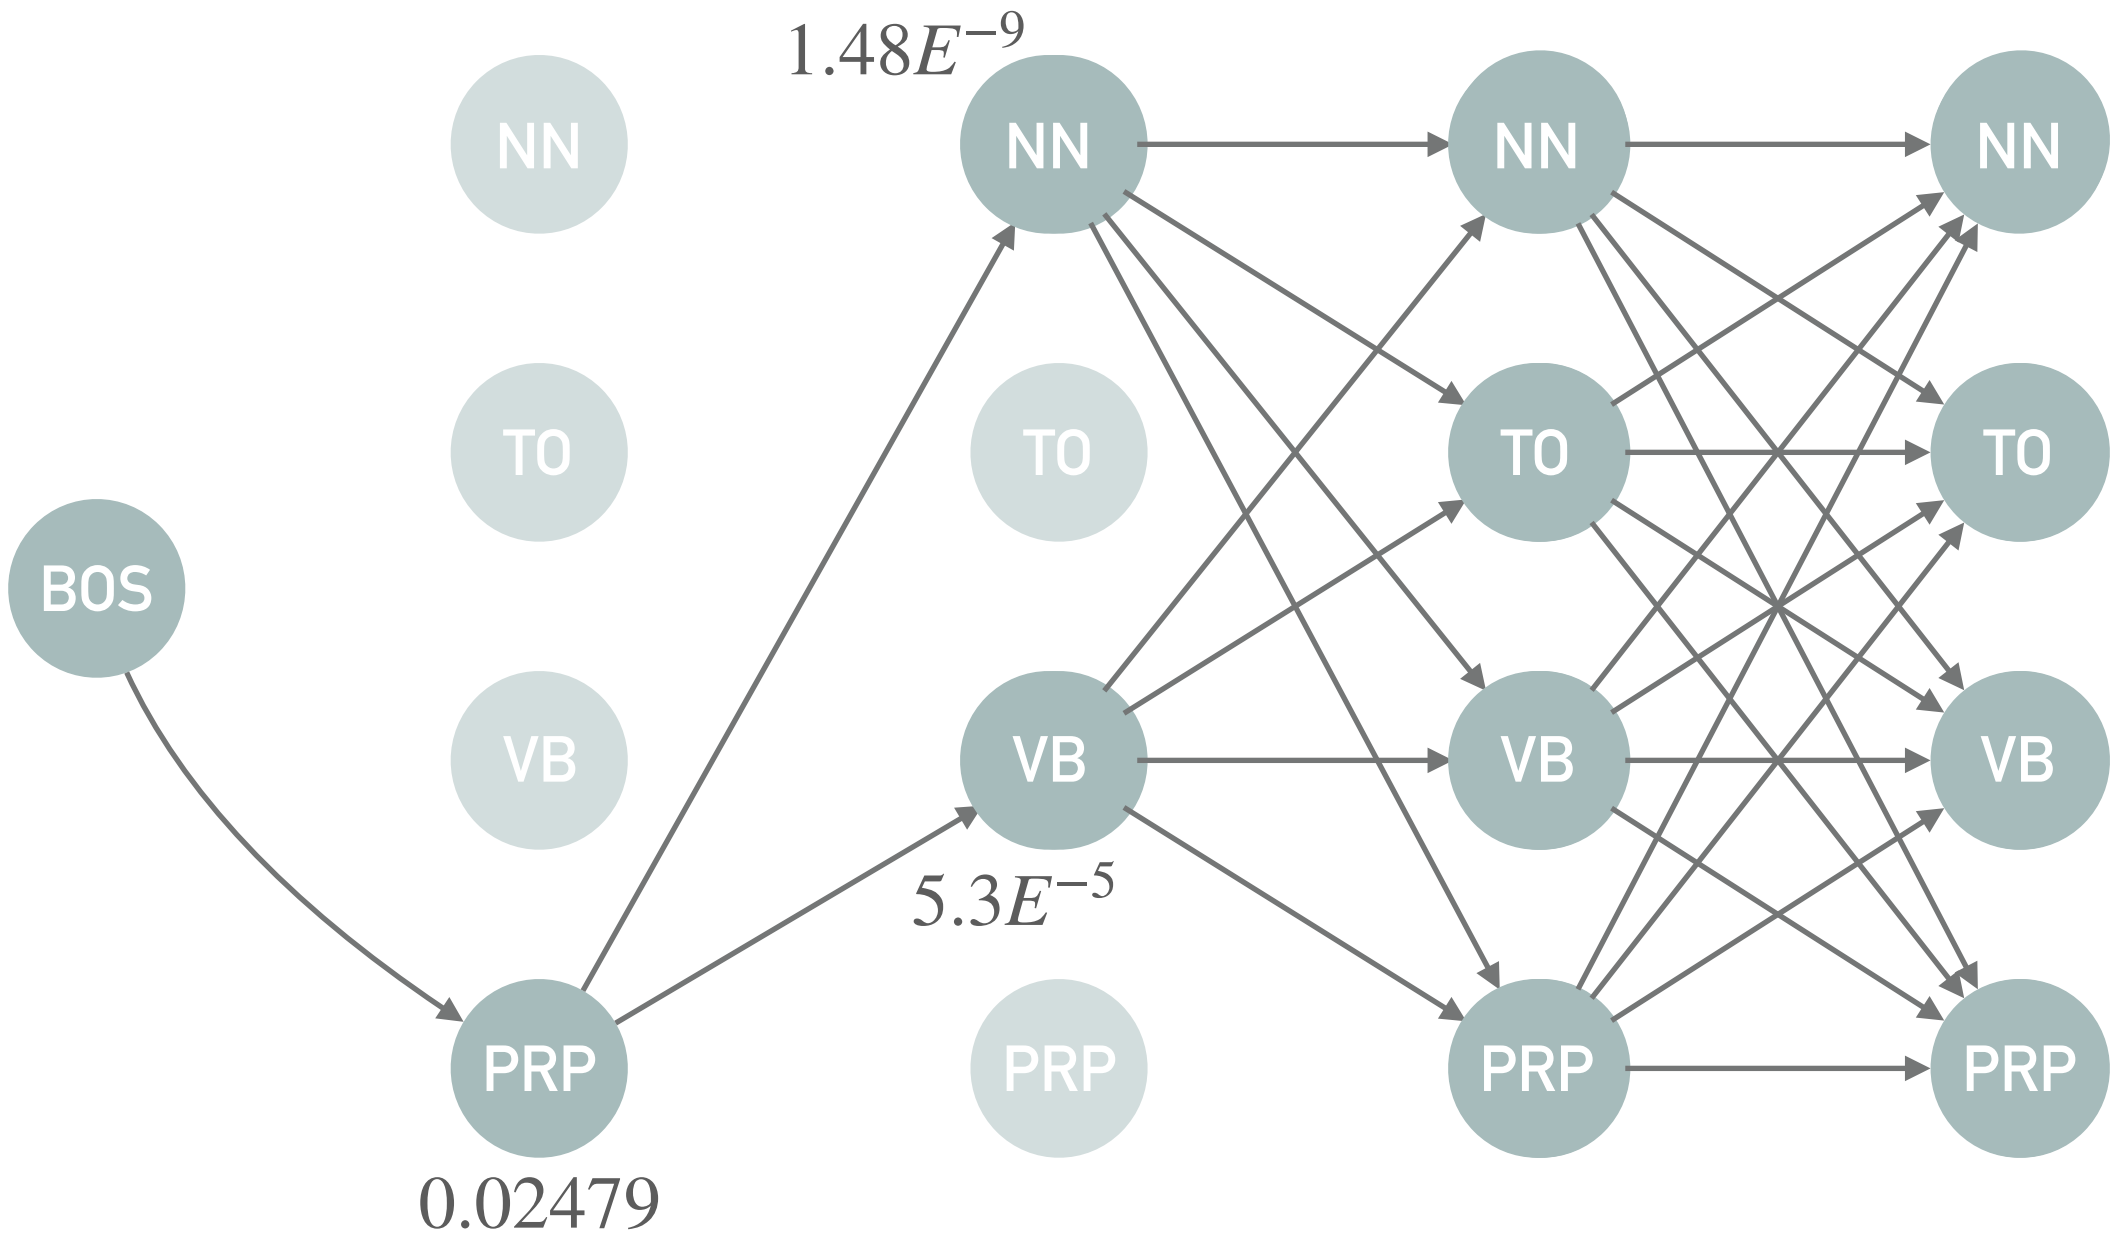 1.48E⁻⁹
NN NN NN NN
TO TO TO TO
BOS
VB VB VB VB
5.3E⁻⁵
PRP PRP PRP PRP
0.02479